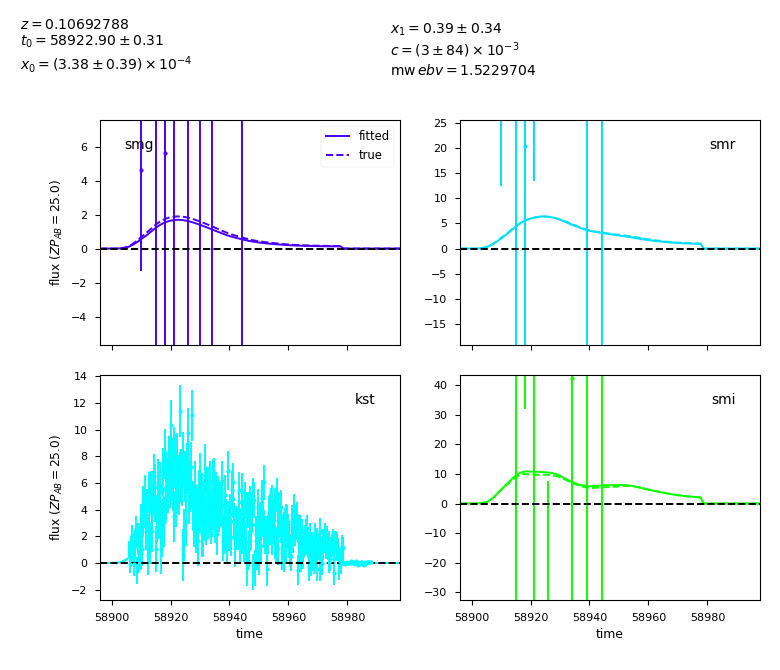 z = 0.10692788
t₀ = 58922.90 ± 0.31
x₀ = (3.38 ± 0.39) × 10⁻⁴
x₁ = 0.39 ± 0.34
c = (3 ± 84) × 10⁻³
mw ebv = 1.5229704
smg
fitted
true
6
4
2
0
−2
−4
flux (ZP_AB = 25.0)
smr
25
20
15
10
5
0
−5
−10
−15
kst
14
12
10
8
6
4
2
0
−2
flux (ZP_AB = 25.0)
58900 58920 58940 58960 58980
time
smi
40
30
20
10
0
−10
−20
−30
58900 58920 58940 58960 58980
time